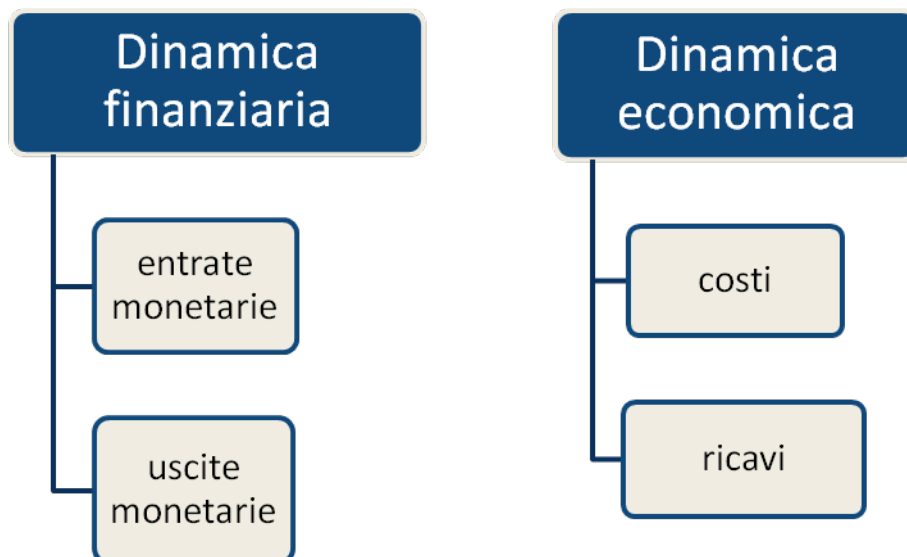 Dinamica
finanziaria
entrate
monetarie
uscite
monetarie
Dinamica
economica
costi
ricavi